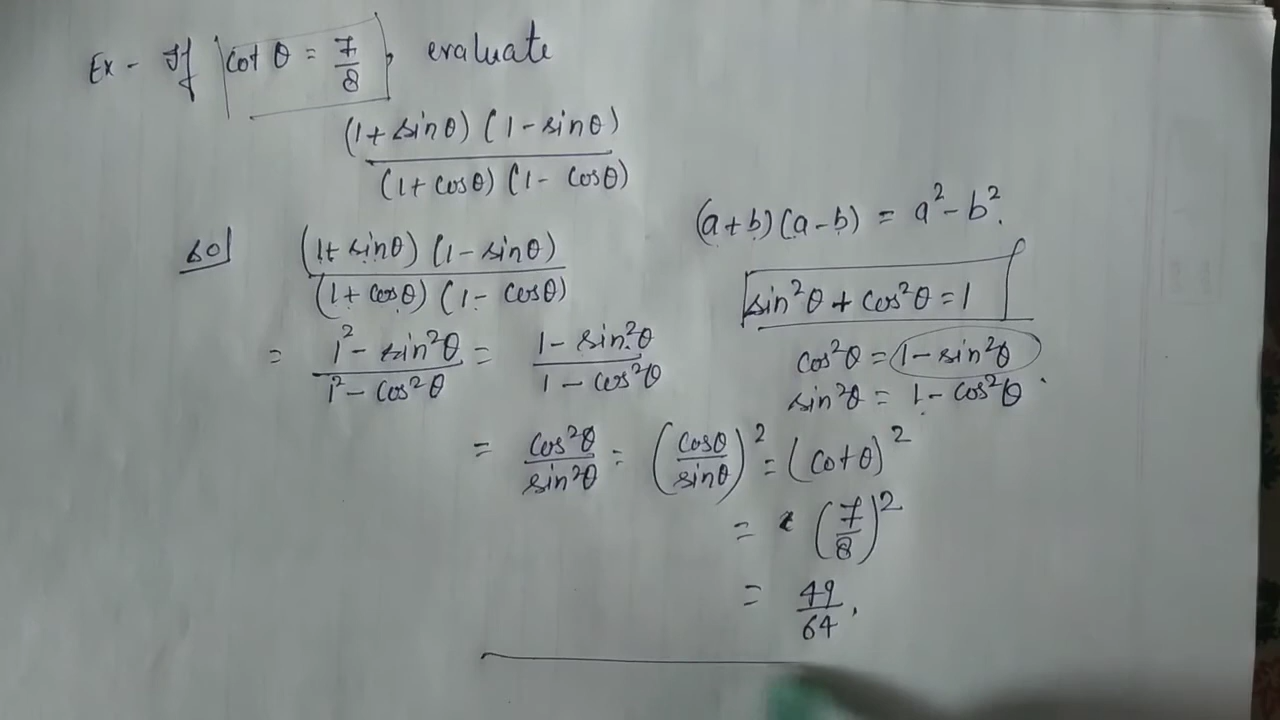 Ex - If cot θ = 7/8, evaluate
(1 + sinθ) (1 - sinθ)
(1 + cosθ) (1 - cosθ)
(a + b) (a - b) = a² - b².
sol (1 + sinθ) (1 - sinθ)
(1 + cosθ) (1 - cosθ)
sin²θ + cos²θ = 1
= 1² - sin²θ / 1² - cos²θ = 1 - sin²θ / 1 - cos²θ
cos²θ = 1 - sin²θ
sin²θ = 1 - cos²θ.
= cos²θ / sin²θ = (cosθ / sinθ)² = (cot θ)²
= (7/8)²
= 49/64.